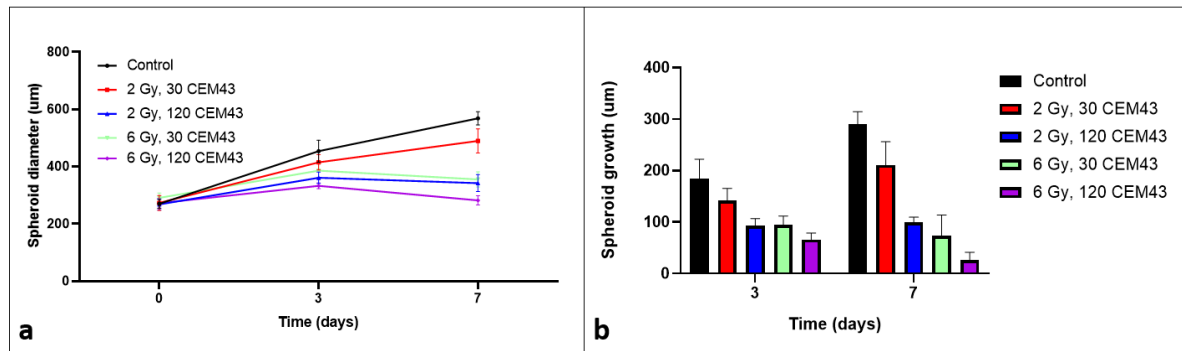 800
600
400
200
0
Spheroid diameter (um)
Control
2 Gy, 30 CEM43
2 Gy, 120 CEM43
6 Gy, 30 CEM43
6 Gy, 120 CEM43
0 3 7
Time (days)
a
400
300
200
100
0
Spheroid growth (um)
3 7
Time (days)
Control
2 Gy, 30 CEM43
2 Gy, 120 CEM43
6 Gy, 30 CEM43
6 Gy, 120 CEM43
b